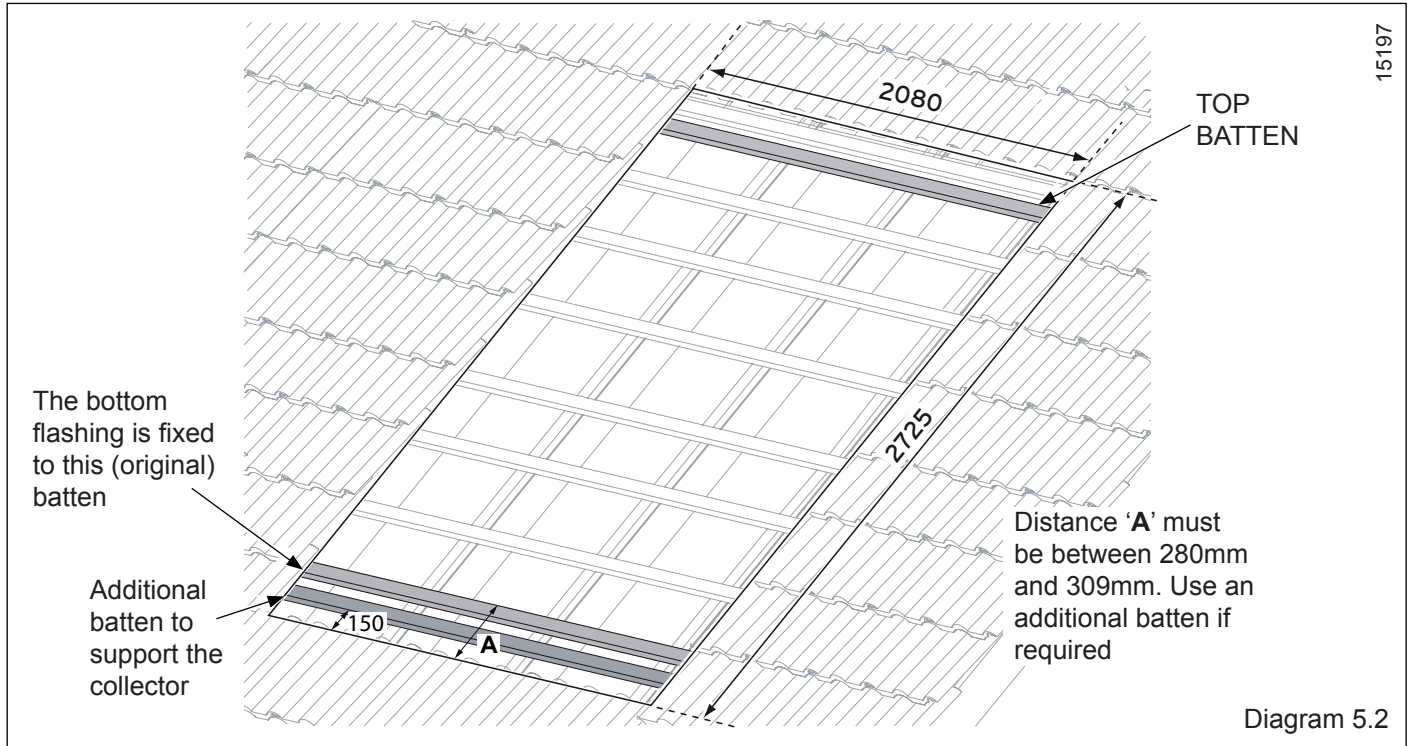 15197
2080
TOP
BATTEN
2725
The bottom
flashing is fixed
to this (original)
batten
Additional
batten to
support the
collector
150
A
Distance ‘A’ must
be between 280mm
and 309mm. Use an
additional batten if
required
Diagram 5.2